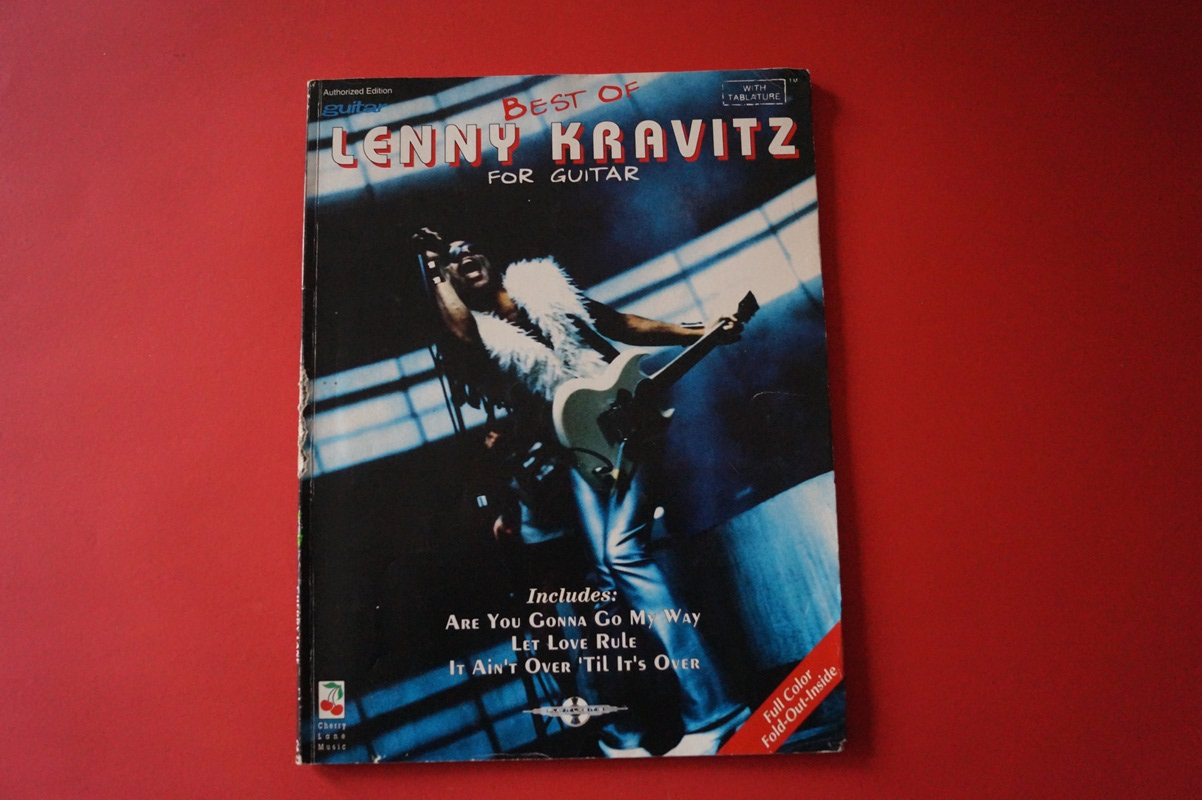 Authorized Edition
guitar
BEST OF
LENNY KRAVITZ
FOR GUITAR
WITH
TABLATURE
TM
Includes:
ARE YOU GONNA GO MY WAY
LET LOVE RULE
IT AIN'T OVER 'TIL IT'S OVER
Cherry
Lane
Music
Full Color
Fold-Out-Inside